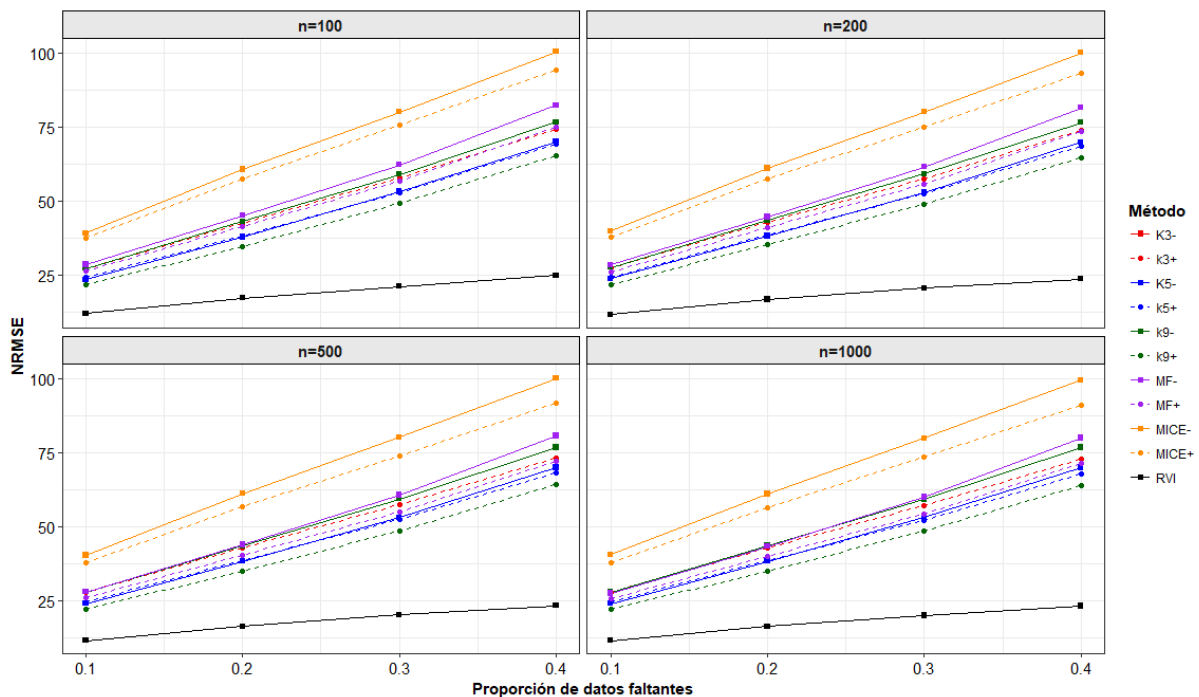 n=100
n=200
100
75
50
25
n=500
n=1000
100
75
50
25
0.1
0.2
0.3
0.4
0.1
0.2
0.3
0.4
NRMSE
Proporción de datos faltantes
Método
K3-
k3+
K5-
k5+
k9-
k9+
MF-
MF+
MICE-
MICE+
RVI